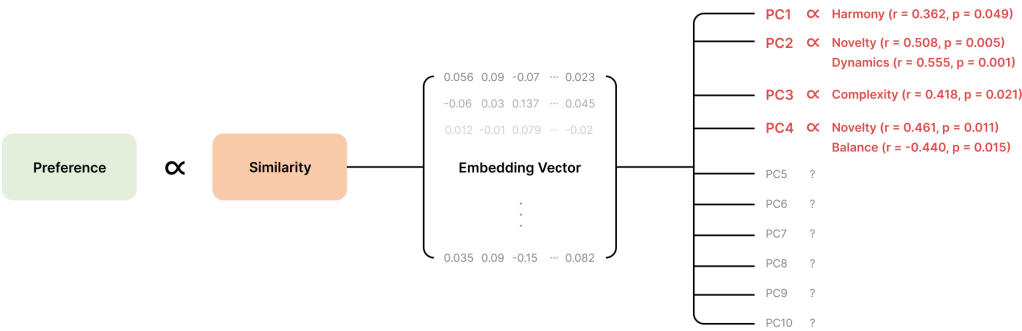 Preference
∝
Similarity
0.056 0.09 -0.07 ... 0.023
-0.06 0.03 0.137 ... 0.045
0.012 -0.01 0.079 ... -0.02
Embedding Vector
.
.
.
0.035 0.09 -0.15 ... 0.082
PC1 ∝ Harmony (r = 0.362, p = 0.049)
PC2 ∝ Novelty (r = 0.508, p = 0.005)
Dynamics (r = 0.555, p = 0.001)
PC3 ∝ Complexity (r = 0.418, p = 0.021)
PC4 ∝ Novelty (r = 0.461, p = 0.011)
Balance (r = -0.440, p = 0.015)
PC5 ?
PC6 ?
PC7 ?
PC8 ?
PC9 ?
PC10 ?